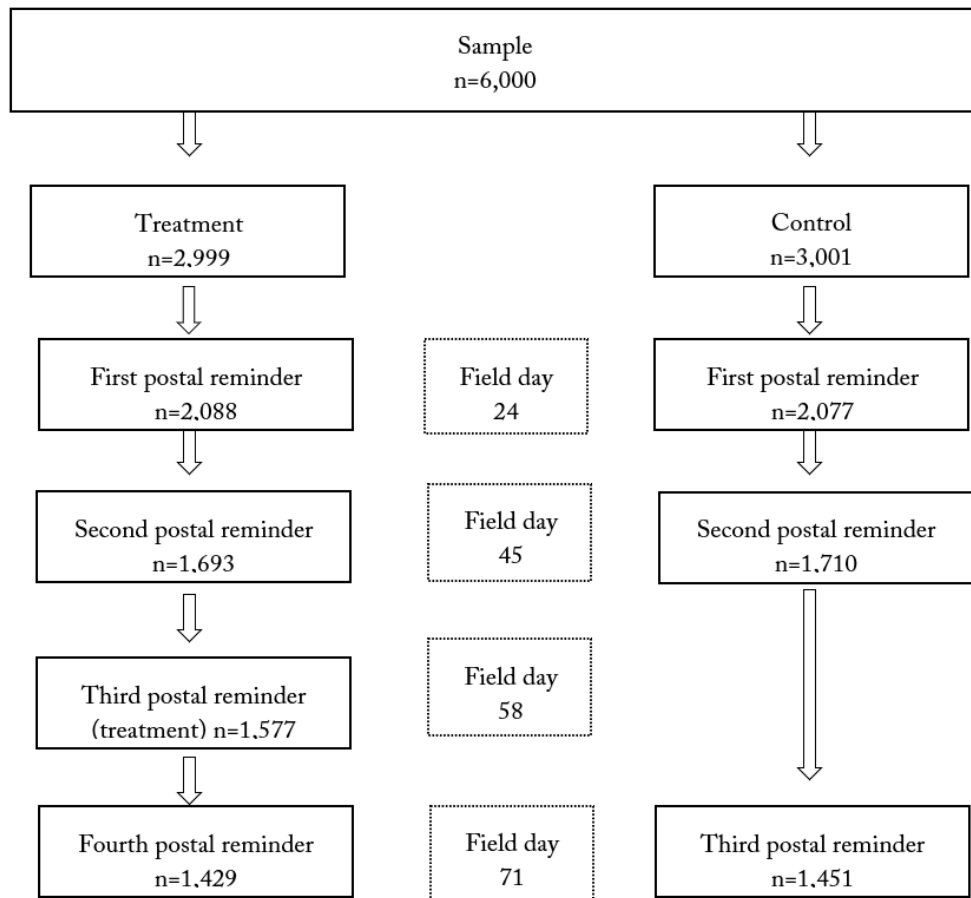 Sample
n=6,000
Treatment
n=2,999
Control
n=3,001
First postal reminder
n=2,088
Field day
24
First postal reminder
n=2,077
Second postal reminder
n=1,693
Field day
45
Second postal reminder
n=1,710
Third postal reminder
(treatment) n=1,577
Field day
58
Fourth postal reminder
n=1,429
Field day
71
Third postal reminder
n=1,451